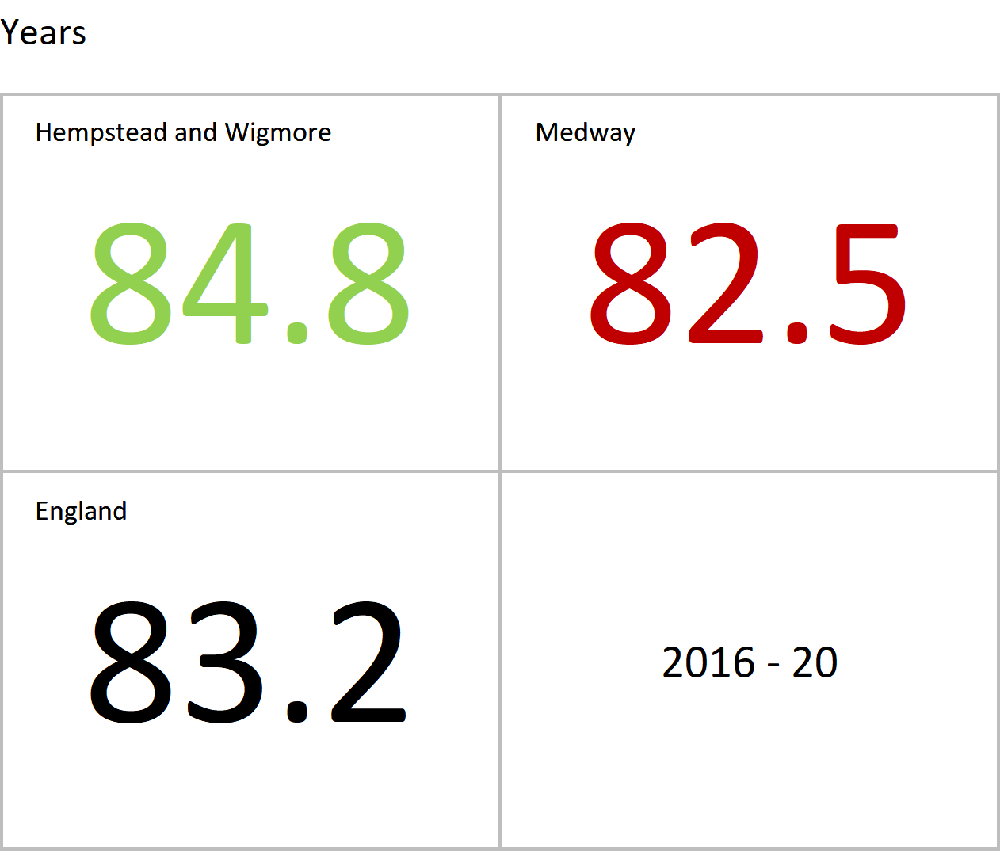 Years
Hempstead and Wigmore
84.8
Medway
82.5
England
83.2
2016 - 20